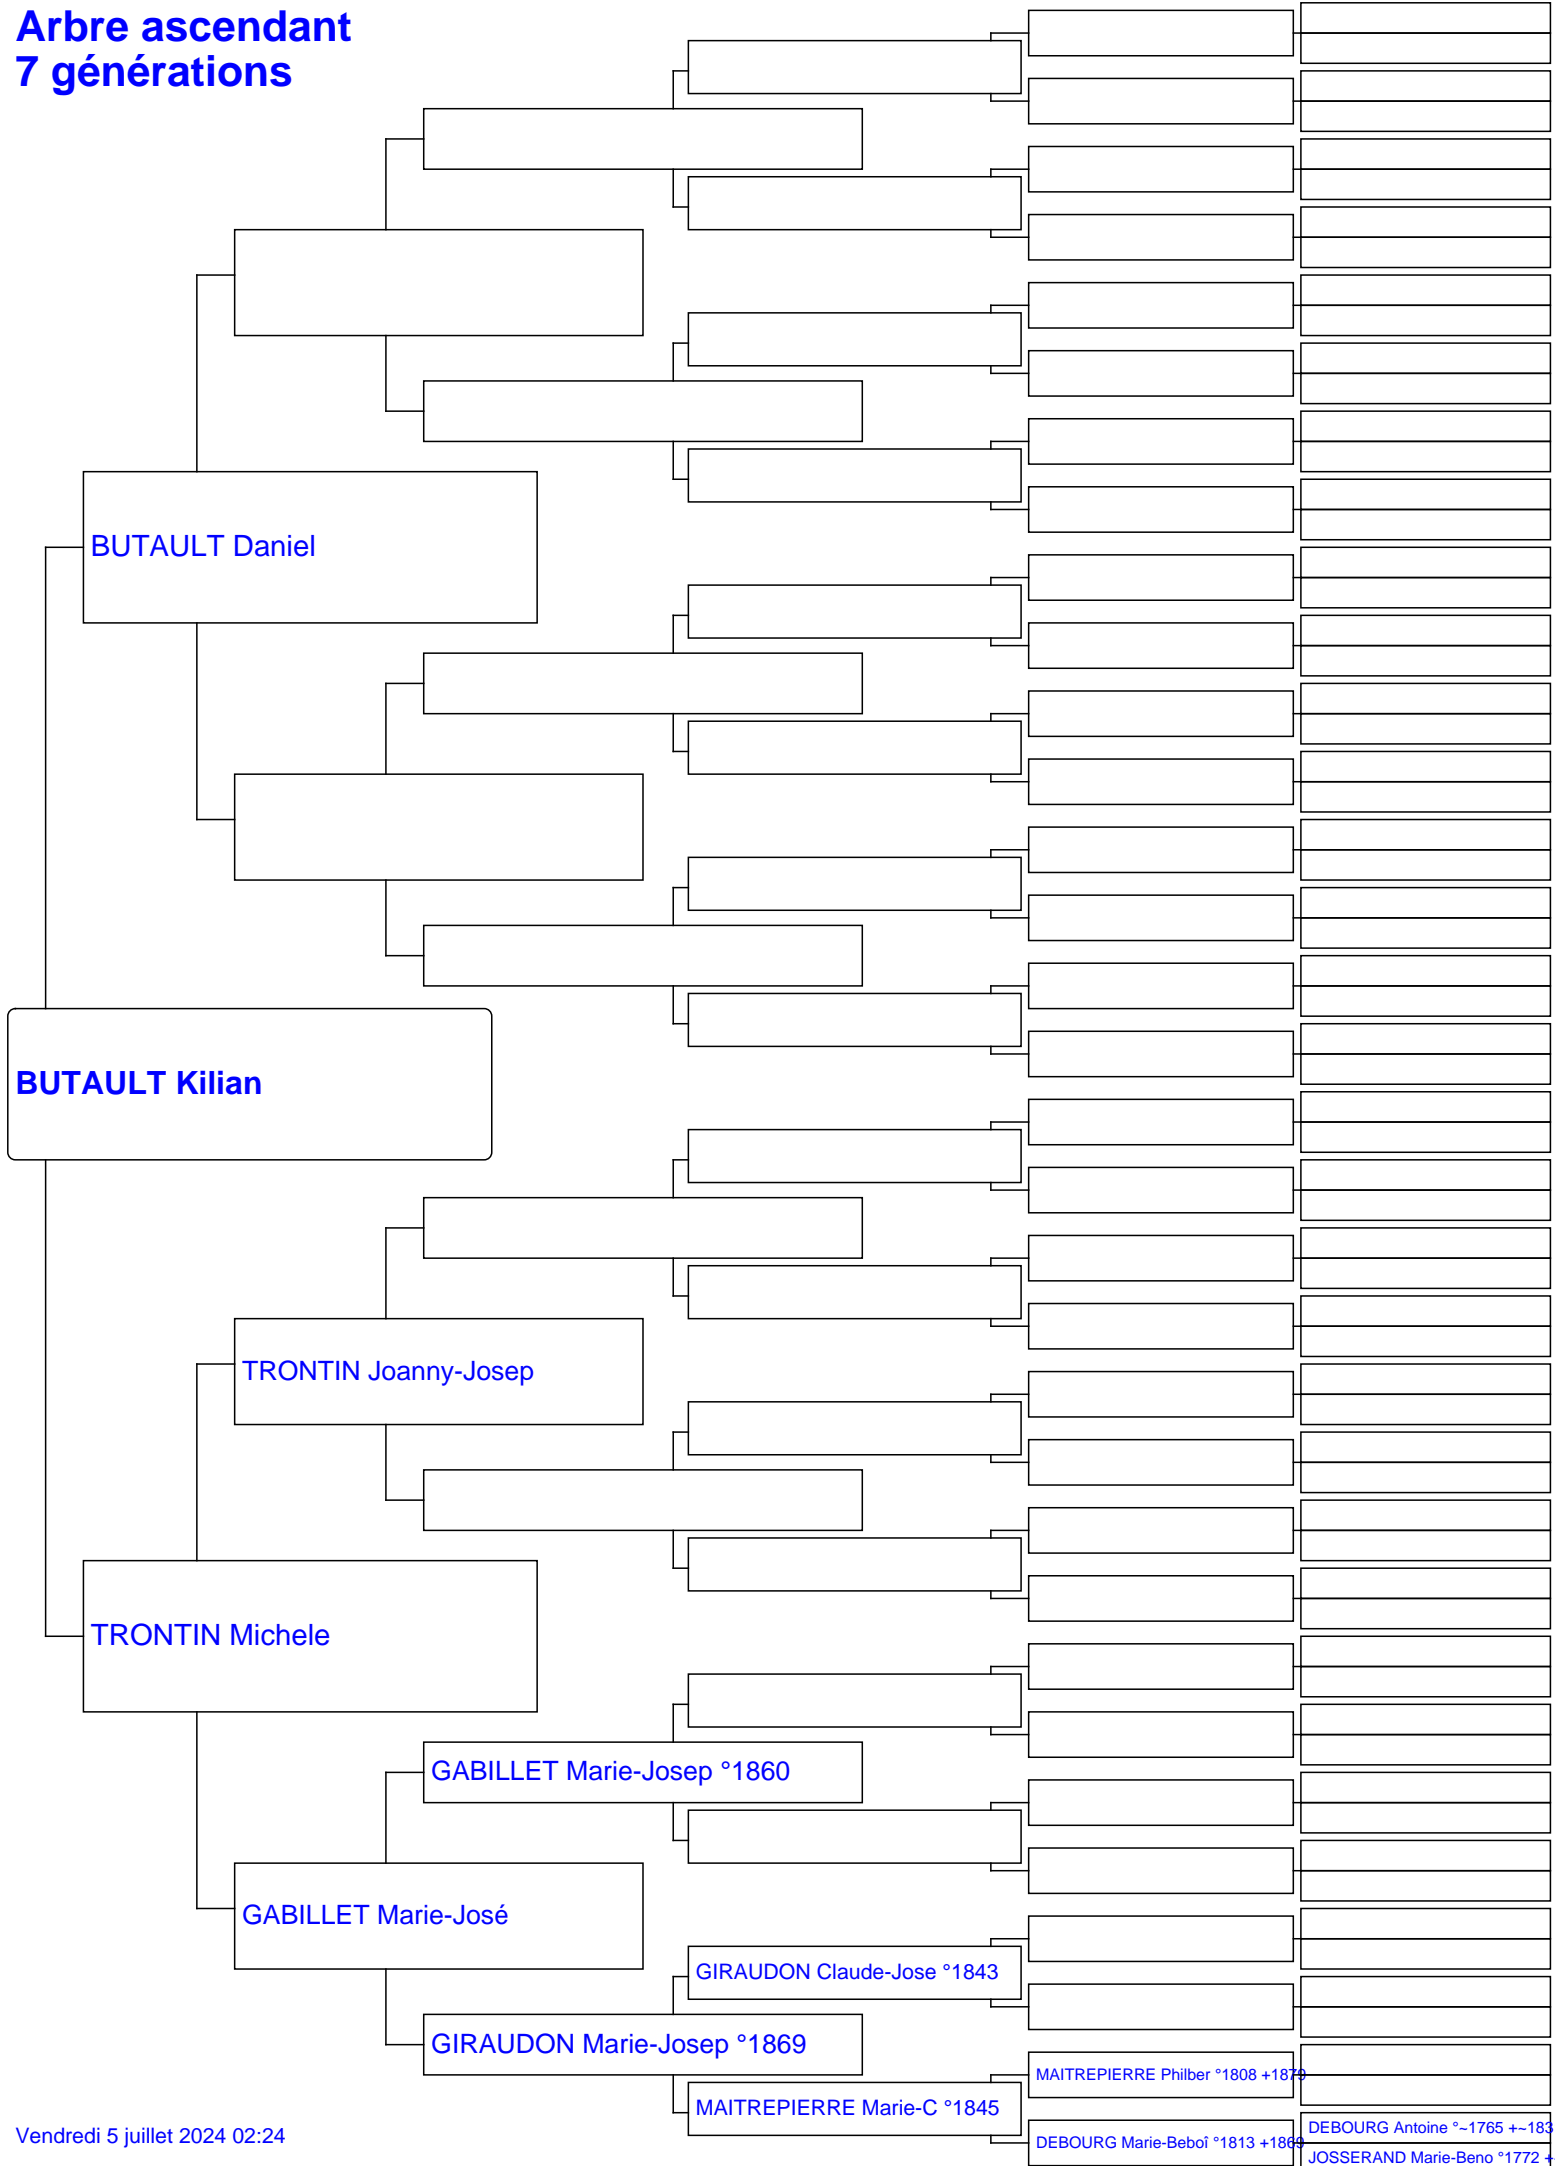 Arbre ascendant
7 générations
BUTAULT Daniel
BUTAULT Kilian
TRONTIN Joanny-Josep
TRONTIN Michele
GABILLET Marie-Josep °1860
GABILLET Marie-José
GIRAUDON Claude-Jose °1843
GIRAUDON Marie-Josep °1869
MAITREPIERRE Philber °1808 +1879
MAITREPIERRE Marie-C °1845
DEBOURG Antoine °~1765 +~183
DEBOURG Marie-Beboî °1813 +1869
JOSSERAND Marie-Beno °1772 +
Vendredi 5 juillet 2024 02:24